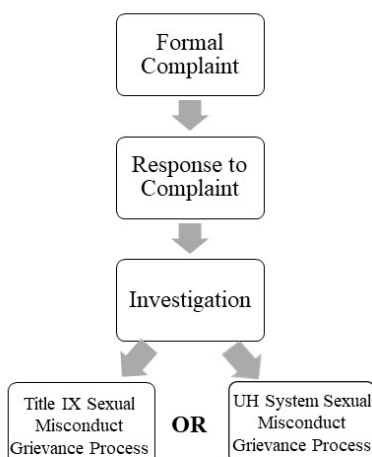 Formal
Complaint
Response to
Complaint
Investigation
Title IX Sexual
Misconduct
Grievance Process
OR
UH System Sexual
Misconduct
Grievance Process